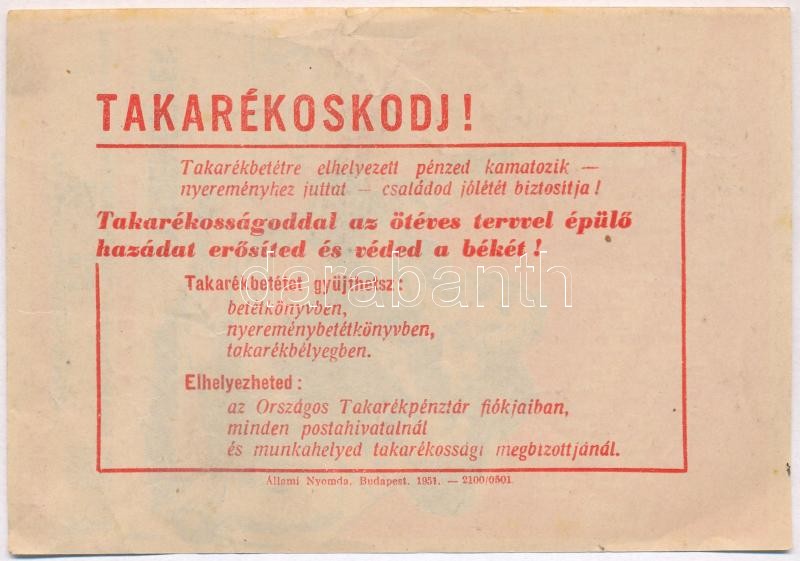 TAKARÉKOSKODJ!
Takarékbetétre elhelyezett pénzed kamatozik —
nyereményhez juttat — családod jólétét biztosítja!
Takarékosságoddal az ötéves tervvel épülő
hazádat erősíted és véded a békét!
Takarékbetétet gyüjthetsz:
betétkönyvben,
nyereménybetétkönyvben,
takarékbélyegben.
Elhelyezheted:
az Országos Takarékpénztár fiókjaiban,
minden postahivatalnál
és munkahelyed takarékossági megbizottjánál.
Állami Nyomda, Budapest. 1951. — 2100/0501
darabanth